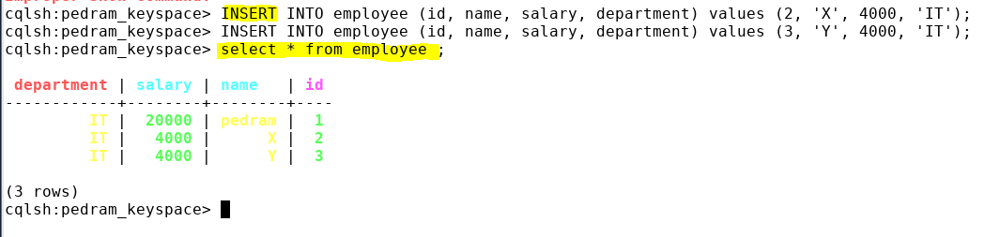 cqlsh:pedram_keyspace> INSERT INTO employee (id, name, salary, department) values (2, 'X', 4000, 'IT');
cqlsh:pedram_keyspace> INSERT INTO employee (id, name, salary, department) values (3, 'Y', 4000, 'IT');
cqlsh:pedram_keyspace> select * from employee ;
 department | salary | name   | id
------------+--------+--------+----
         IT |  20000 | pedram |  1
         IT |   4000 |      X |  2
         IT |   4000 |      Y |  3
(3 rows)
cqlsh:pedram_keyspace>